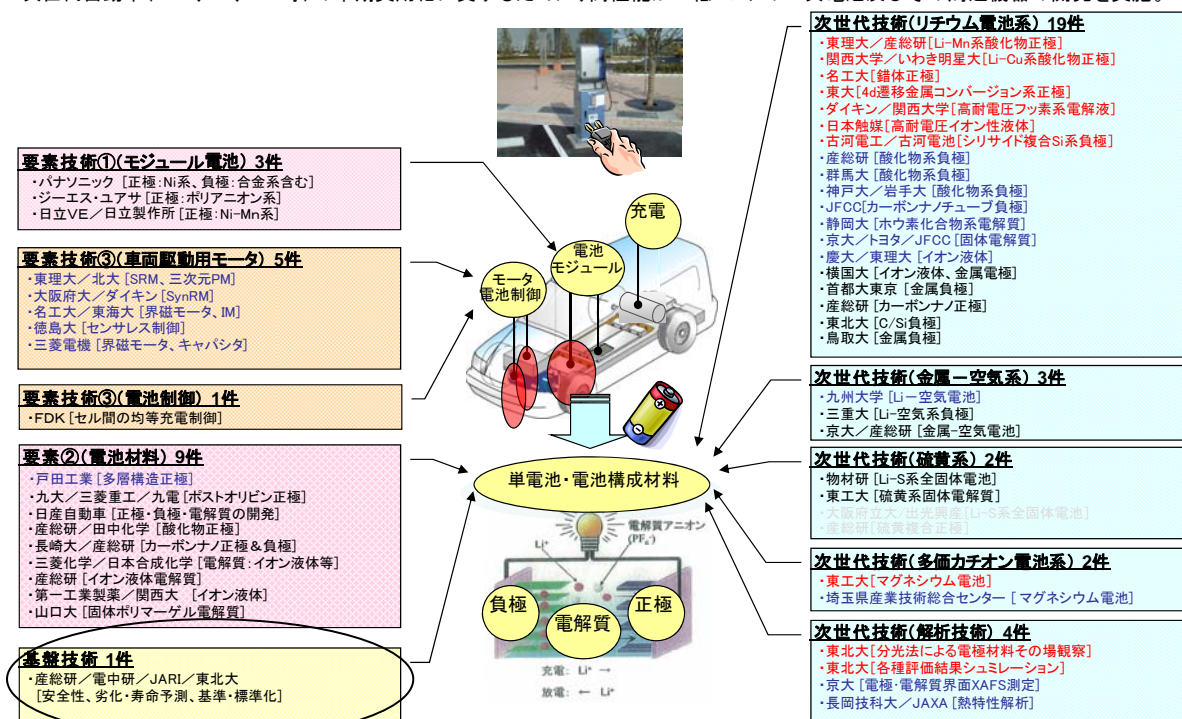 要素技術①(モジュール電池) 3件
・パナソニック [正極:Ni系、負極:合金系含む]
・ジーエス・ユアサ [正極:ポリアニオン系]
・日立VE/日立製作所 [正極:Ni-Mn系]
要素技術③(車両駆動用モータ) 5件
・東理大/北大 [SRM、三次元PM]
・大阪府大/ダイキン [SynRM]
・名工大/東海大 [界磁モータ、IM]
・徳島大 [センサレス制御]
・三菱電機 [界磁モータ、キャパシタ]
要素技術③(電池制御) 1件
・FDK [セル間の均等充電制御]
要素②(電池材料) 9件
・戸田工業 [多層構造正極]
・九大/三菱重工/九電 [ポストオリビン正極]
・日産自動車 [正極・負極・電解質の開発]
・産総研/田中化学 [酸化物正極]
・長崎大/産総研 [カーボンナノ正極&負極]
・三菱化学/日本合成化学 [電解質:イオン液体等]
・産総研 [イオン液体電解質]
・第一工業製薬/関西大 [イオン液体]
・山口大 [固体ポリマーゲル電解質]
基盤技術 1件
・産総研/電中研/JARI/東北大
[安全性、劣化・寿命予測、基準・標準化]
充電
電池
モジュール
モータ
電池制御
単電池・電池構成材料
電解質アニオン
(PF₆⁻)
Li⁺
負極
電解質
正極
充電: Li⁺ →
放電: ← Li⁺
次世代技術(リチウム電池系) 19件
・東理大/産総研[Li-Mn系酸化物正極]
・関西大学/いわき明星大[Li-Cu系酸化物正極]
・名工大[錯体正極]
・東大[4d遷移金属コンバージョン系正極]
・ダイキン/関西大学[高耐電圧フッ素系電解液]
・日本触媒[高耐電圧イオン性液体]
・古河電工/古河電池[シリサイド複合Si系負極]
・産総研 [酸化物系負極]
・群馬大 [酸化物系負極]
・神戸大/岩手大 [酸化物系負極]
・JFCC[カーボンナノチューブ負極]
・静岡大 [ホウ素化合物系電解質]
・京大/トヨタ/JFCC [固体電解質]
・慶大/東理大 [イオン液体]
・横国大 [イオン液体、金属電極]
・首都大東京 [金属負極]
・産総研 [カーボンナノ正極]
・東北大 [C/Si負極]
・鳥取大 [金属負極]
次世代技術(金属-空気系) 3件
・九州大学 [Li-空気電池]
・三重大 [Li-空気系負極]
・京大/産総研 [金属-空気電池]
次世代技術(硫黄系) 2件
・物材研 [Li-S系全固体電池]
・東工大 [硫黄系固体電解質]
・大阪府立大/出光興産[Li-S系全固体電池]
・産総研[硫黄複合正極]
次世代技術(多価カチオン電池系) 2件
・東工大[マグネシウム電池]
・埼玉県産業技術総合センター [ マグネシウム電池]
次世代技術(解析技術) 4件
・東北大[分光法による電極材料その場観察]
・東北大[各種評価結果シュミレーション]
・京大 [電極・電解質界面XAFS測定]
・長岡技科大/JAXA [熱特性解析]